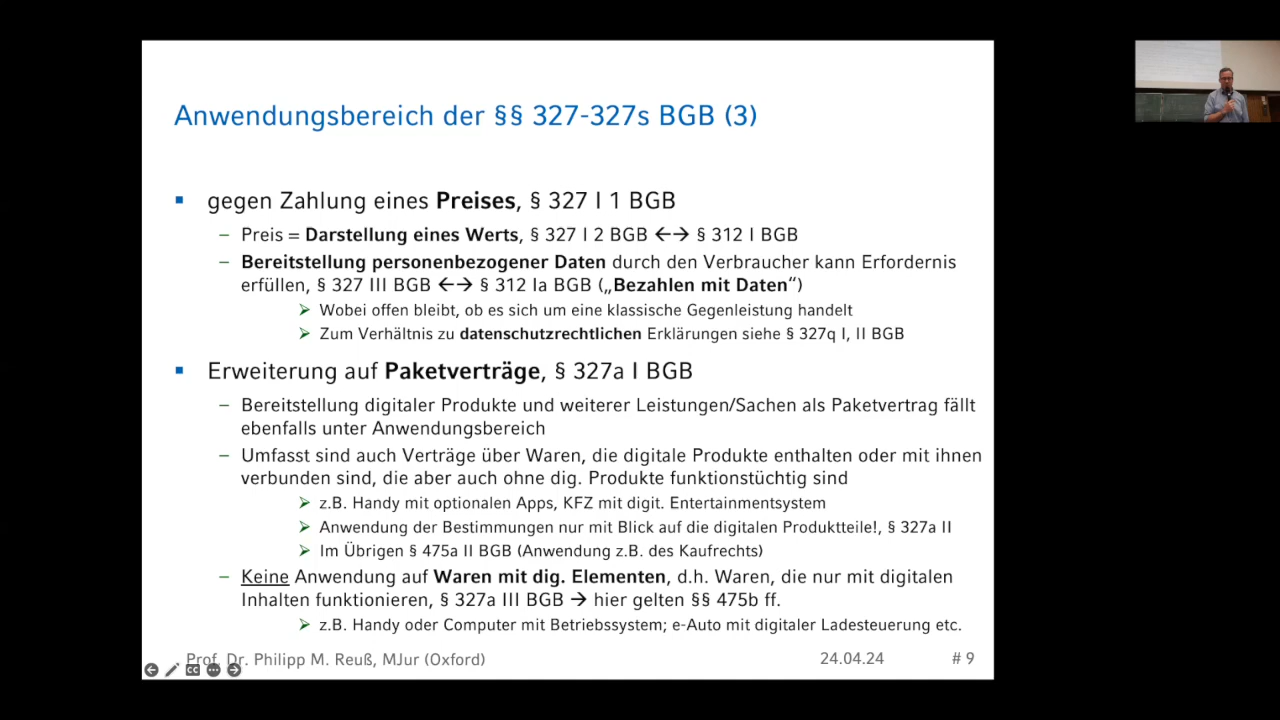 Anwendungsbereich der §§ 327-327s BGB (3)
gegen Zahlung eines Preises, § 327 I 1 BGB
– Preis = Darstellung eines Werts, § 327 I 2 BGB ←→ § 312 I BGB
– Bereitstellung personenbezogener Daten durch den Verbraucher kann Erfordernis
erfüllen, § 327 III BGB ←→ § 312 Ia BGB („Bezahlen mit Daten“)
Wobei offen bleibt, ob es sich um eine klassische Gegenleistung handelt
Zum Verhältnis zu datenschutzrechtlichen Erklärungen siehe § 327q I, II BGB
Erweiterung auf Paketverträge, § 327a I BGB
– Bereitstellung digitaler Produkte und weiterer Leistungen/Sachen als Paketvertrag fällt
ebenfalls unter Anwendungsbereich
– Umfasst sind auch Verträge über Waren, die digitale Produkte enthalten oder mit ihnen
verbunden sind, die aber auch ohne dig. Produkte funktionstüchtig sind
z.B. Handy mit optionalen Apps, KFZ mit digit. Entertainmentsystem
Anwendung der Bestimmungen nur mit Blick auf die digitalen Produktteile!, § 327a II
Im Übrigen § 475a II BGB (Anwendung z.B. des Kaufrechts)
– Keine Anwendung auf Waren mit dig. Elementen, d.h. Waren, die nur mit digitalen
Inhalten funktionieren, § 327a III BGB → hier gelten §§ 475b ff.
z.B. Handy oder Computer mit Betriebssystem; e-Auto mit digitaler Ladesteuerung etc.
Prof. Dr. Philipp M. Reuß, MJur (Oxford) 24.04.24 # 9